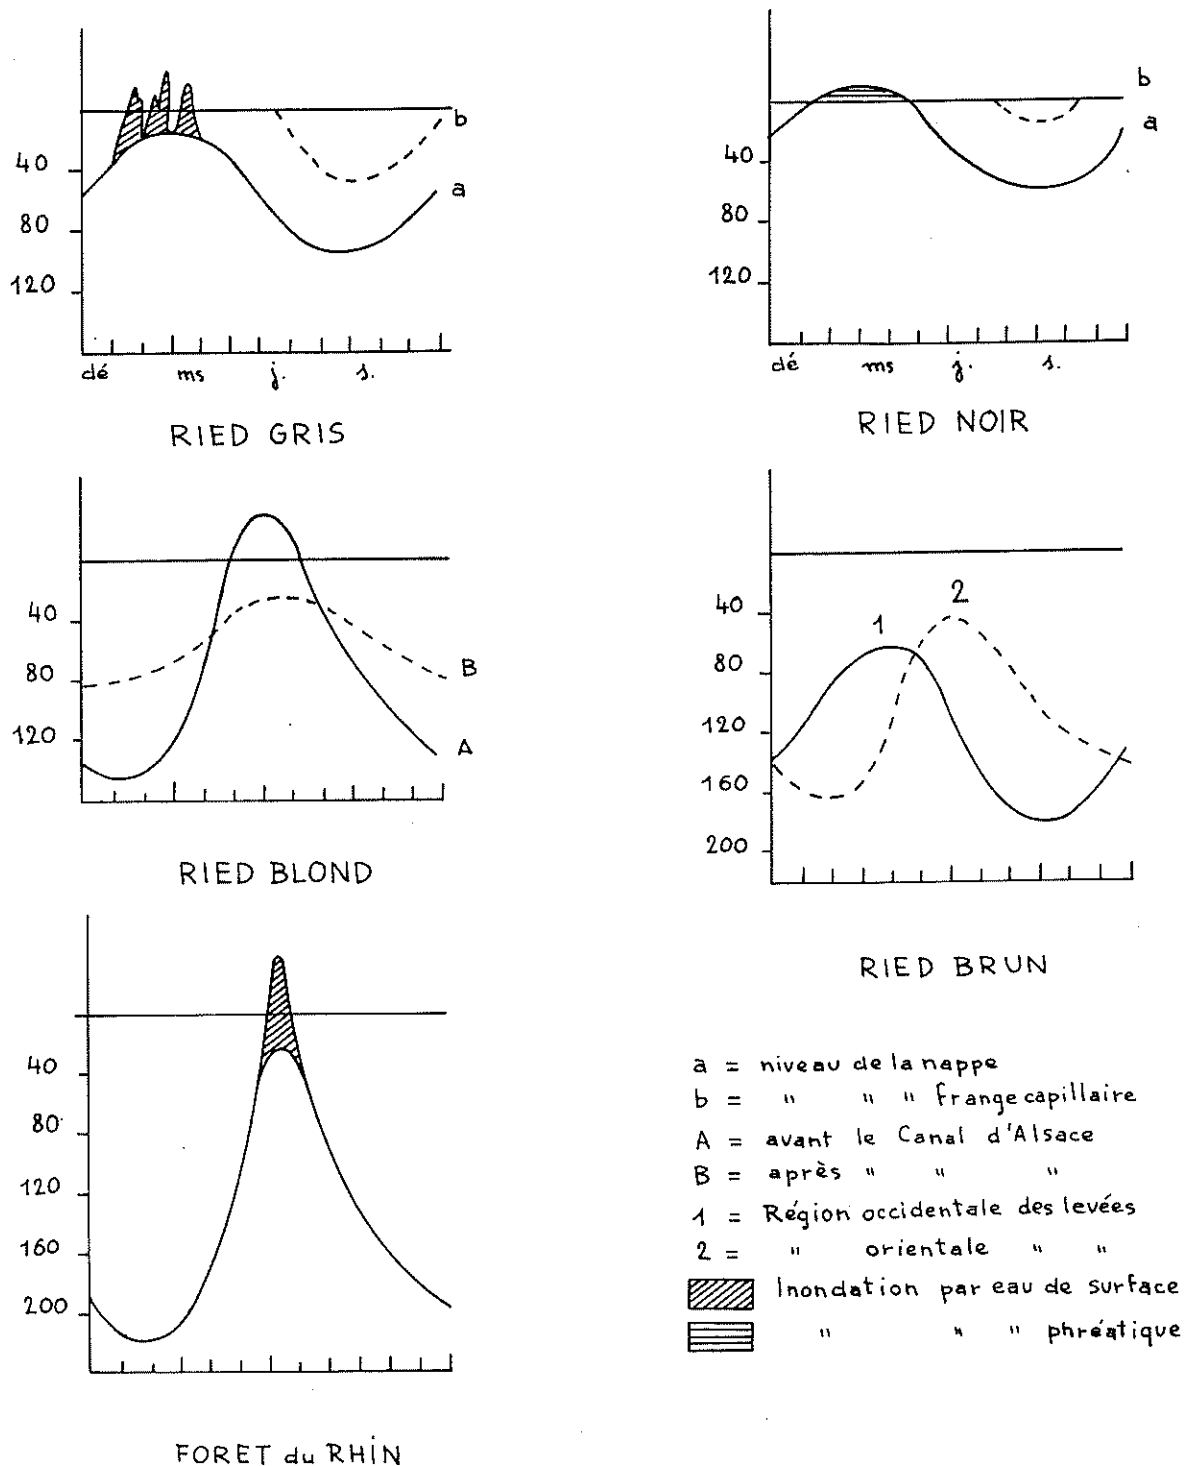 b
40
a
80
120
dé ms j. s.
RIED GRIS
b
a
40
80
120
dé ms j. s.
RIED NOIR
40
80
B
120
A
RIED BLOND
2
40
1
80
120
160
200
RIED BRUN
40
80
120
160
200
FORET du RHIN
a = niveau de la nappe
b = " " " frange capillaire
A = avant le Canal d'Alsace
B = après " " "
1 = Région occidentale des levées
2 = " orientale " "
Inondation par eau de surface
" " " phréatique